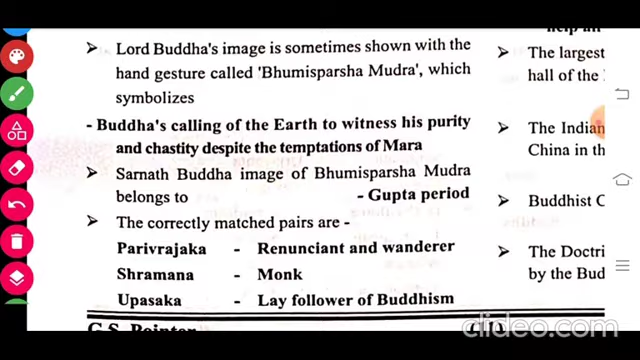 help all
➤ Lord Buddha's image is sometimes shown with the
hand gesture called 'Bhumisparsha Mudra', which
symbolizes
- Buddha's calling of the Earth to witness his purity
and chastity despite the temptations of Mara
➤ Sarnath Buddha image of Bhumisparsha Mudra
belongs to - Gupta period
➤ The correctly matched pairs are -
Parivrajaka - Renunciant and wanderer
Shramana - Monk
Upasaka - Lay follower of Buddhism
G.S. Pointer
➤ The largest
hall of the
➤ The Indian
China in th
➤ Buddhist C
➤ The Doctri
by the Bud
clideo.com